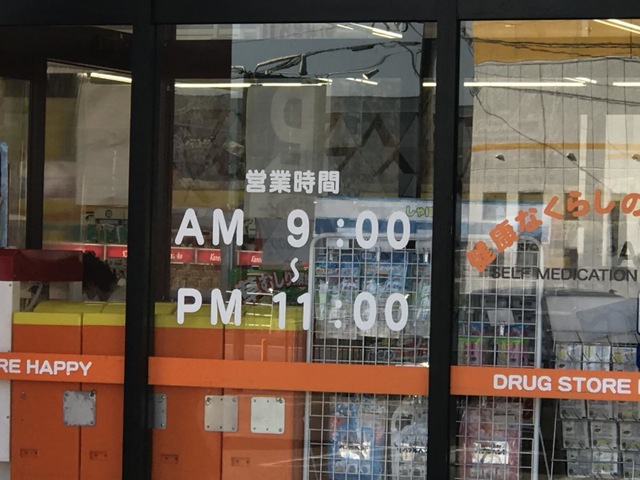 営業時間
AM 9:00
〜
PM 11:00
健康なくらしの
SELF MEDICATION
RE HAPPY
DRUG STORE